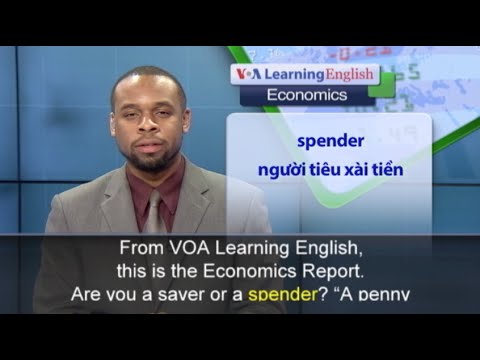 VOA Learning English
Economics
spender
người tiêu xài tiền
From VOA Learning English,
this is the Economics Report.
Are you a saver or a spender? “A penny